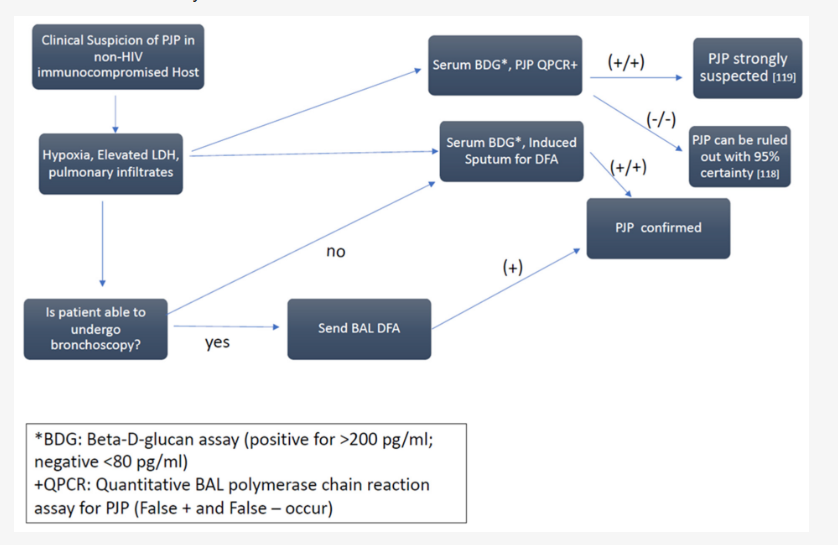 Clinical Suspicion of PJP in
non-HIV
immunocompromised Host
Serum BDG*, PJP QPCR+
(+/+)
PJP strongly
suspected [119]
(-/-)
Hypoxia, Elevated LDH,
pulmonary infiltrates
Serum BDG*, Induced
Sputum for DFA
(+/+)
PJP can be ruled
out with 95%
certainty [118]
PJP confirmed
no
(+)
Is patient able to
undergo
bronchoscopy?
yes
Send BAL DFA
*BDG: Beta-D-glucan assay (positive for >200 pg/ml;
negative <80 pg/ml)
+QPCR: Quantitative BAL polymerase chain reaction
assay for PJP (False + and False – occur)